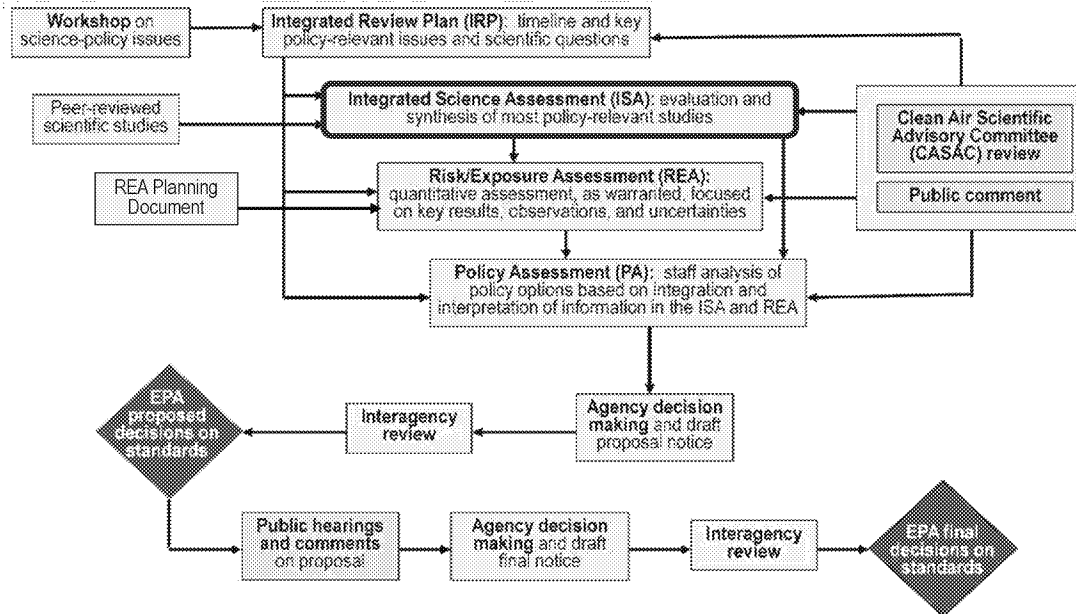 Workshop on
science-policy issues
Integrated Review Plan (IRP): timeline and key
policy-relevant issues and scientific questions
Peer-reviewed
scientific studies
Integrated Science Assessment (ISA): evaluation and
synthesis of most policy-relevant studies
Clean Air Scientific
Advisory Committee
(CASAC) review
Public comment
REA Planning
Document
Risk/Exposure Assessment (REA):
quantitative assessment, as warranted, focused
on key results, observations, and uncertainties
Policy Assessment (PA): staff analysis of
policy options based on integration and
interpretation of information in the ISA and REA
Agency decision
making and draft
proposal notice
Interagency
review
EPA
proposed
decisions on
standards
Public hearings
and comments
on proposal
Agency decision
making and draft
final notice
Interagency
review
EPA final
decisions on
standards